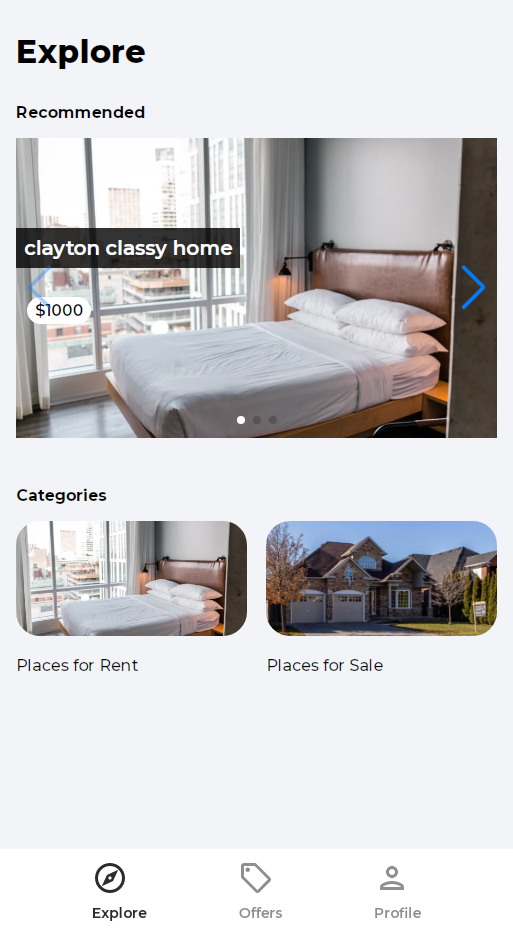 Explore
Recommended
clayton classy home
$1000
Categories
Places for Rent
Places for Sale
Explore
Offers
Profile